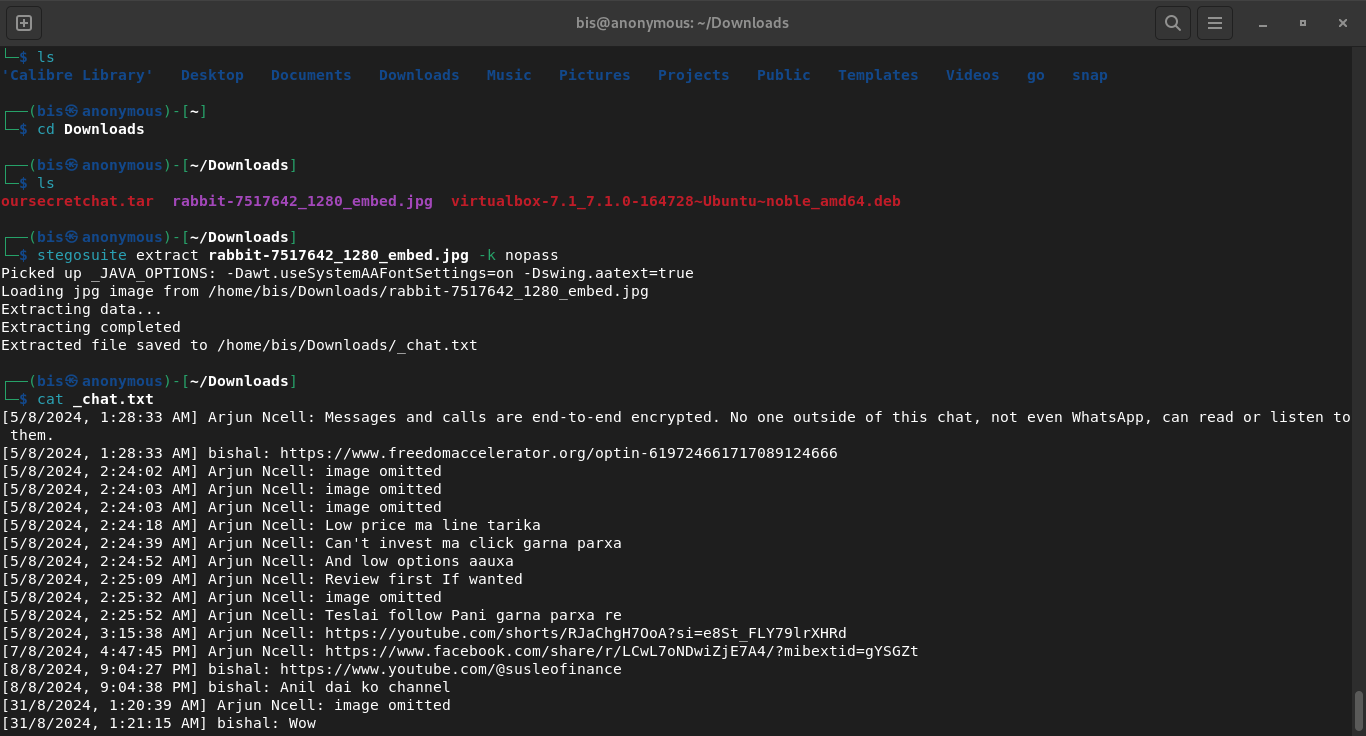 bis@anonymous: ~/Downloads
└─$ ls
'Calibre Library'   Desktop   Documents   Downloads   Music   Pictures   Projects   Public   Templates   Videos   go   snap
┌──(bis㉿anonymous)-[~]
└─$ cd Downloads
┌──(bis㉿anonymous)-[~/Downloads]
└─$ ls
oursecretchat.tar  rabbit-7517642_1280_embed.jpg  virtualbox-7.1_7.1.0-164728~Ubuntu~noble_amd64.deb
┌──(bis㉿anonymous)-[~/Downloads]
└─$ stegosuite extract rabbit-7517642_1280_embed.jpg -k nopass
Picked up _JAVA_OPTIONS: -Dawt.useSystemAAFontSettings=on -Dswing.aatext=true
Loading jpg image from /home/bis/Downloads/rabbit-7517642_1280_embed.jpg
Extracting data...
Extracting completed
Extracted file saved to /home/bis/Downloads/_chat.txt
┌──(bis㉿anonymous)-[~/Downloads]
└─$ cat _chat.txt
[5/8/2024, 1:28:33 AM] Arjun Ncell: Messages and calls are end-to-end encrypted. No one outside of this chat, not even WhatsApp, can read or listen to
 them.
[5/8/2024, 1:28:33 AM] bishal: https://www.freedomaccelerator.org/optin-619724661717089124666
[5/8/2024, 2:24:02 AM] Arjun Ncell: image omitted
[5/8/2024, 2:24:03 AM] Arjun Ncell: image omitted
[5/8/2024, 2:24:03 AM] Arjun Ncell: image omitted
[5/8/2024, 2:24:18 AM] Arjun Ncell: Low price ma line tarika
[5/8/2024, 2:24:39 AM] Arjun Ncell: Can't invest ma click garna parxa
[5/8/2024, 2:24:52 AM] Arjun Ncell: And low options aauxa
[5/8/2024, 2:25:09 AM] Arjun Ncell: Review first If wanted
[5/8/2024, 2:25:32 AM] Arjun Ncell: image omitted
[5/8/2024, 2:25:52 AM] Arjun Ncell: Teslai follow Pani garna parxa re
[5/8/2024, 3:15:38 AM] Arjun Ncell: https://youtube.com/shorts/RJaChgH7OoA?si=e8St_FLY79lrXHRd
[7/8/2024, 4:47:45 PM] Arjun Ncell: https://www.facebook.com/share/r/LCwL7oNDwiZjE7A4/?mibextid=gYSGZt
[8/8/2024, 9:04:27 PM] bishal: https://www.youtube.com/@susleofinance
[8/8/2024, 9:04:38 PM] bishal: Anil dai ko channel
[31/8/2024, 1:20:39 AM] Arjun Ncell: image omitted
[31/8/2024, 1:21:15 AM] bishal: Wow